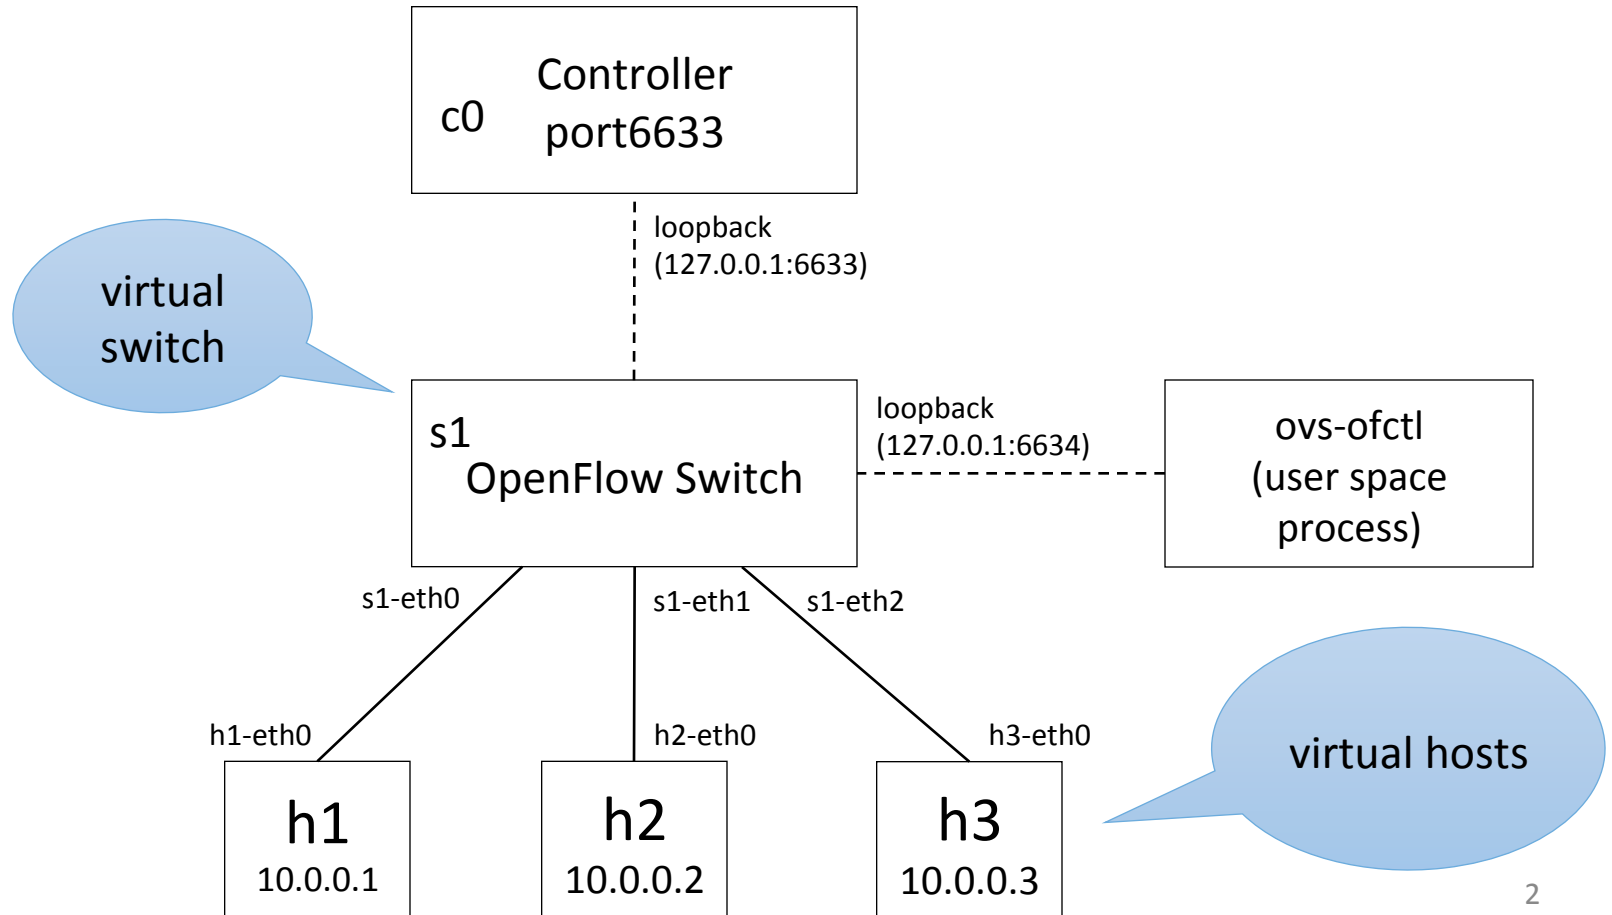 Controller
c0
port6633
loopback
(127.0.0.1:6633)
virtual
switch
s1
OpenFlow Switch
loopback
(127.0.0.1:6634)
ovs-ofctl
(user space
process)
s1-eth0
s1-eth1
s1-eth2
h1-eth0
h2-eth0
h3-eth0
virtual hosts
h1
10.0.0.1
h2
10.0.0.2
h3
10.0.0.3
2